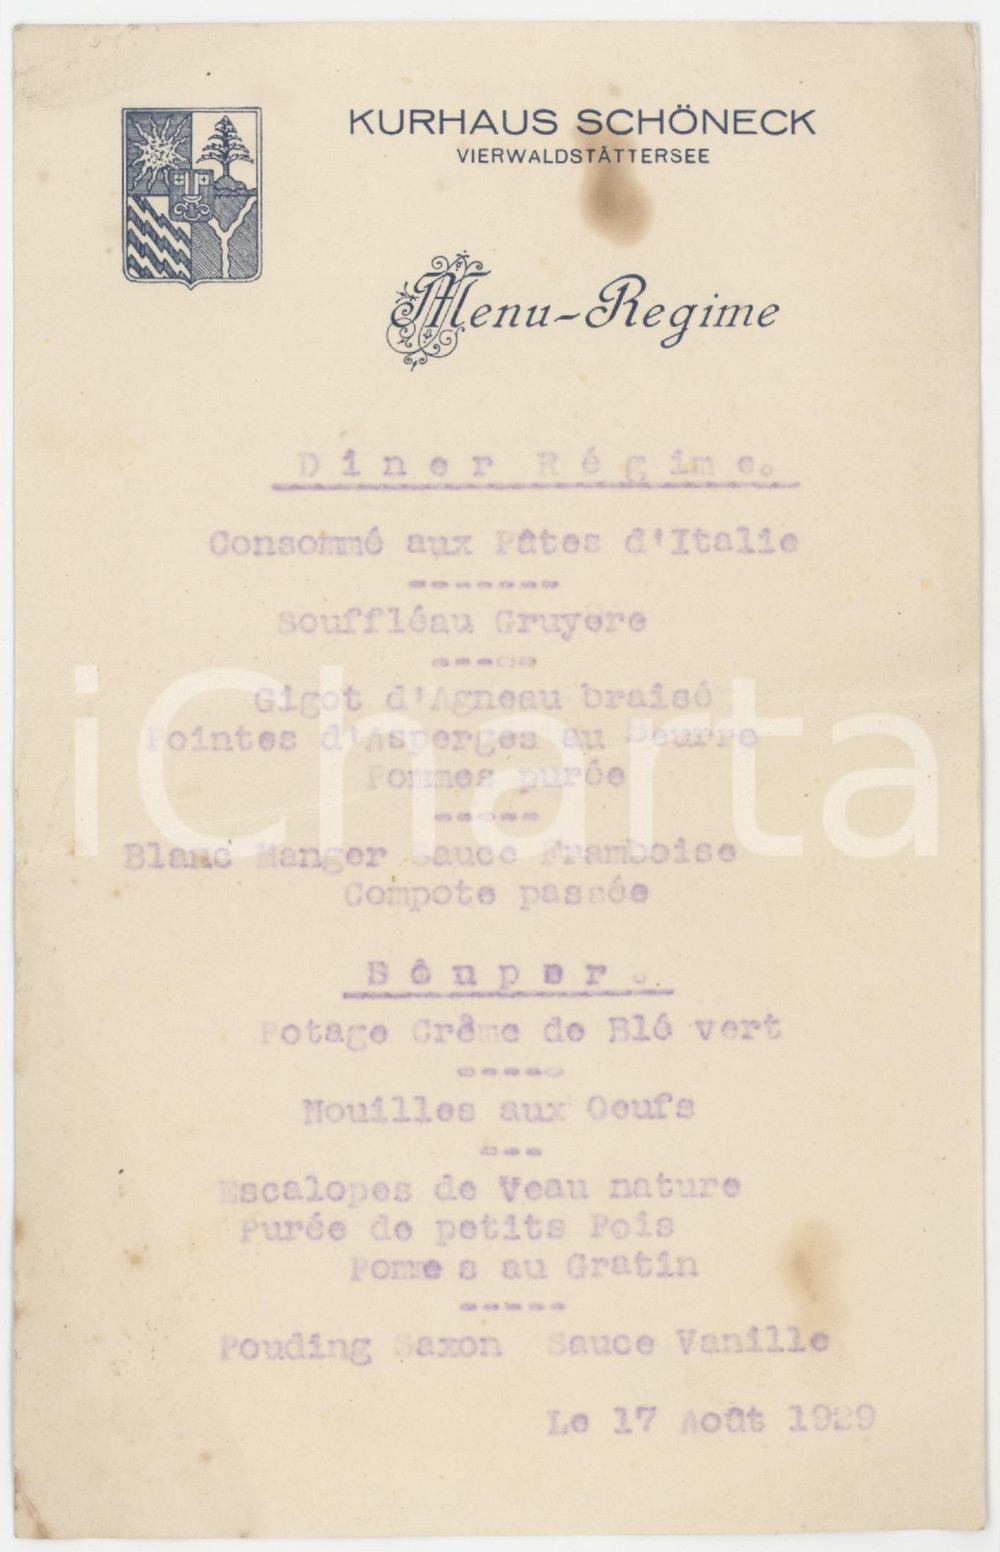 KURHAUS SCHÖNECK
VIERWALDSTÄTTERSEE
Menu-Regime
Diner Régime.
Consommé aux Pâtes d'Italie
Souffléau Gruyère
Gigot d'Agneau braisé
Pointes d'Asperges au Beurre
Pommes purée
iCharta
Blanc Manger Sauce Framboise
Compote passée
Potage Crême de Blé vert
Nouilles aux Oeufs
Escalopes de Veau nature
Purée de petits Pois
Pommes au Gratin
Pouding Saxon Sauce Vanille
Le 17 Août 1929